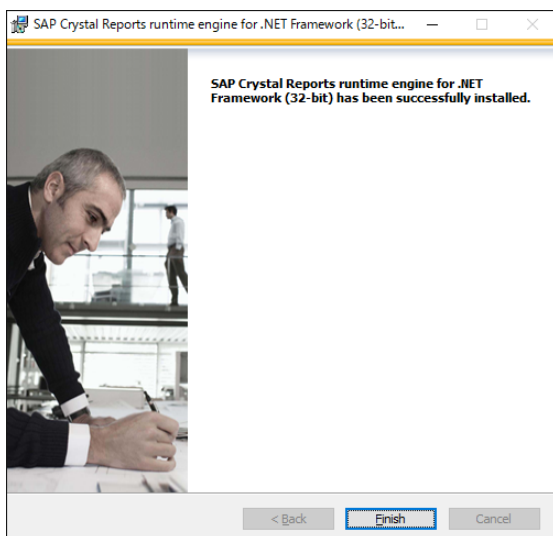 SAP Crystal Reports runtime engine for .NET Framework (32-bit...
SAP Crystal Reports runtime engine for .NET
Framework (32-bit) has been successfully installed.
< Back
Finish
Cancel